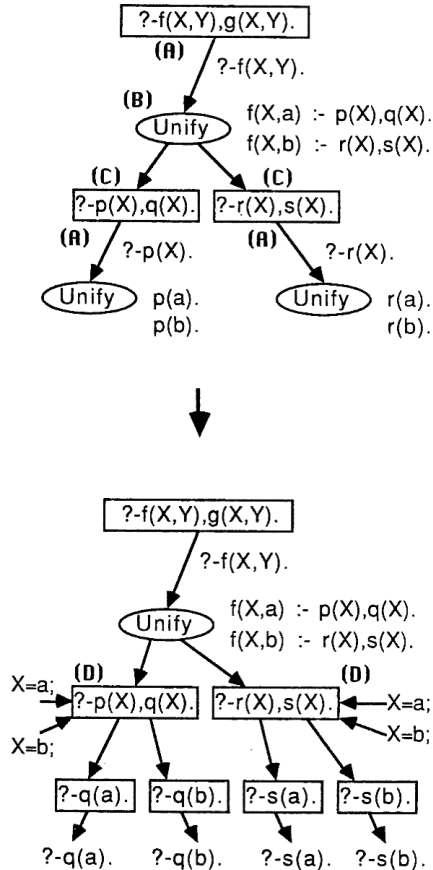 ?-f(X,Y),g(X,Y).
(A)
?-f(X,Y).
(B)
Unify
f(X,a) :- p(X),q(X).
f(X,b) :- r(X),s(X).
(C)
(C)
?-p(X),q(X).
?-r(X),s(X).
(A)
?-p(X).
(A)
?-r(X).
Unify
p(a).
p(b).
Unify
r(a).
r(b).
?-f(X,Y),g(X,Y).
?-f(X,Y).
Unify
f(X,a) :- p(X),q(X).
f(X,b) :- r(X),s(X).
(D)
(D)
X=a;
?-p(X),q(X).
?-r(X),s(X).
X=a;
X=b;
X=b;
?-q(a).
?-q(b).
?-s(a).
?-s(b).
?-q(a).
?-q(b).
?-s(a).
?-s(b).